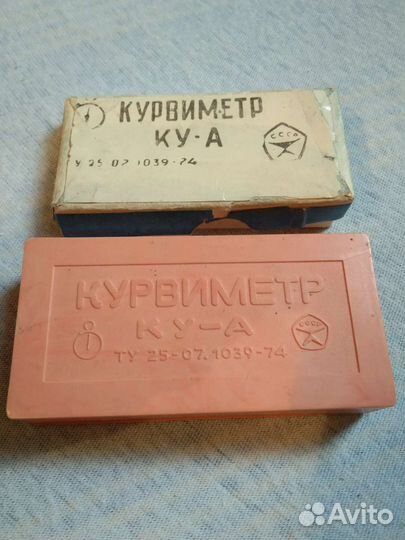 КУРВИМЕТР
КУ-А
СССР
У 25-07.1039-74
КУРВИМЕТР
КУ-А
СССР
ТУ 25-07.1039-74
Avito